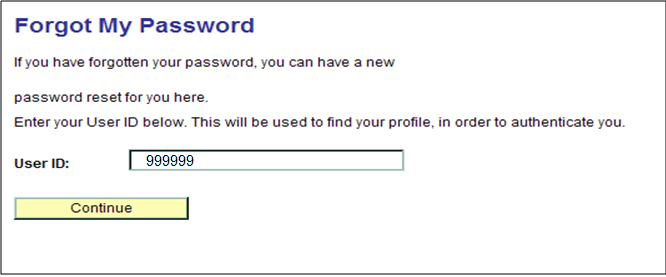 Forgot My Password
If you have forgotten your password, you can have a new
password reset for you here.
Enter your User ID below. This will be used to find your profile, in order to authenticate you.
User ID: 999999
Continue